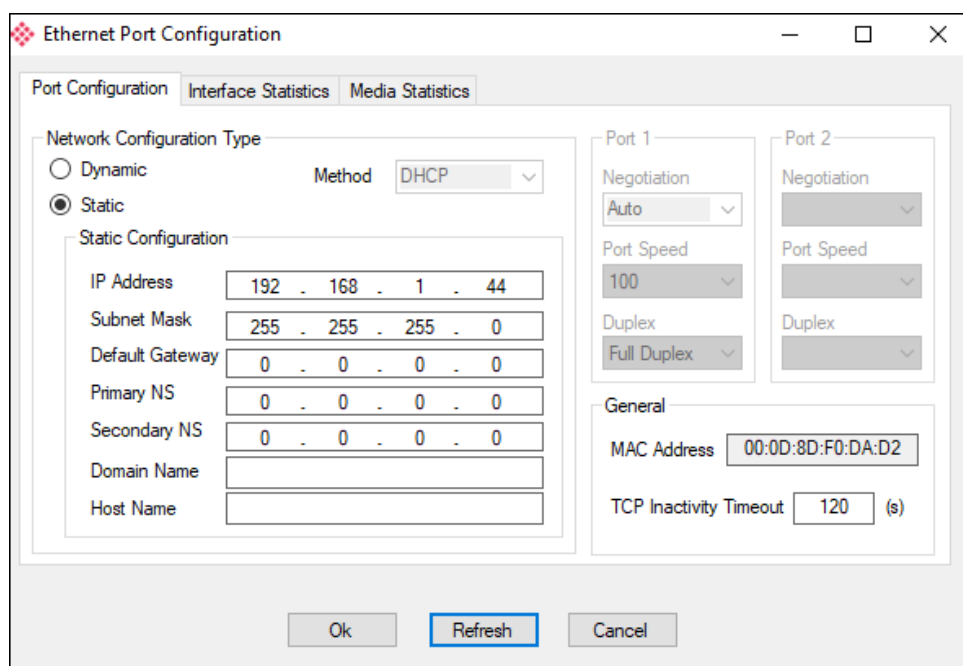 Ethernet Port Configuration
Port Configuration Interface Statistics Media Statistics
Network Configuration Type
Dynamic
Method DHCP
Static
Static Configuration
IP Address 192 . 168 . 1 . 44
Subnet Mask 255 . 255 . 255 . 0
Default Gateway 0 . 0 . 0 . 0
Primary NS 0 . 0 . 0 . 0
Secondary NS 0 . 0 . 0 . 0
Domain Name
Host Name
Port 1
Negotiation
Auto
Port Speed
100
Duplex
Full Duplex
Port 2
Negotiation
Port Speed
Duplex
General
MAC Address 00:0D:8D:F0:DA:D2
TCP Inactivity Timeout 120 (s)
Ok Refresh Cancel